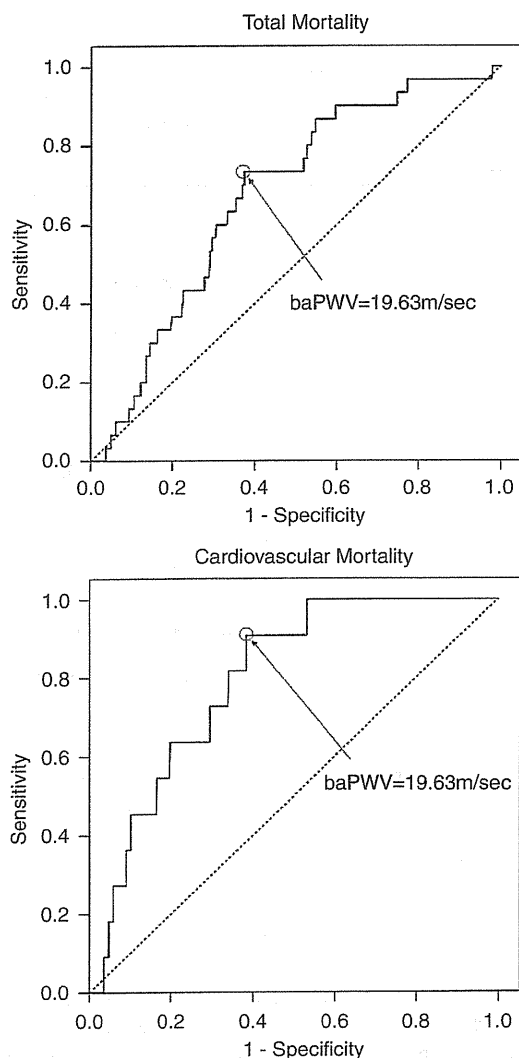 Total Mortality
1.0
0.8
0.6
0.4
0.2
0.0
Sensitivity
baPWV=19.63m/sec
0.0 0.2 0.4 0.6 0.8 1.0
1 - Specificity
Cardiovascular Mortality
1.0
0.8
0.6
0.4
0.2
0.0
Sensitivity
baPWV=19.63m/sec
0.0 0.2 0.4 0.6 0.8 1.0
1 - Specificity